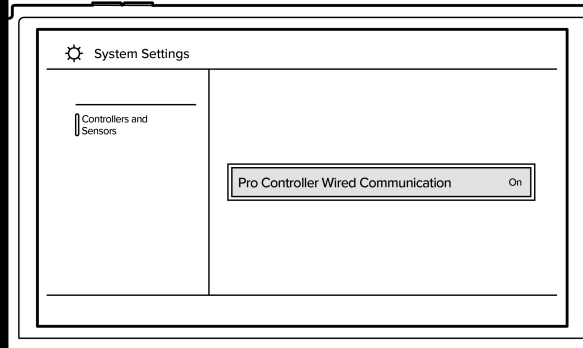 System Settings
Controllers and
Sensors
Pro Controller Wired Communication On